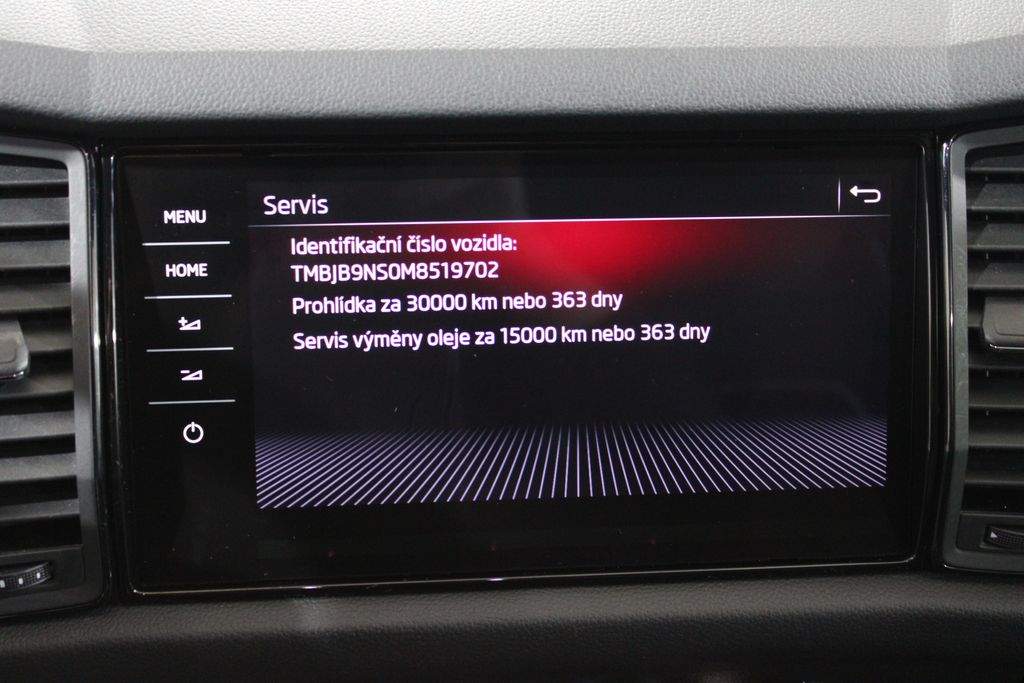 Servis
MENU
Identifikační číslo vozidla:
HOME
TMBJB9NS0M8519702
Prohlídka za 30000 km nebo 363 dny
Servis výměny oleje za 15000 km nebo 363 dny